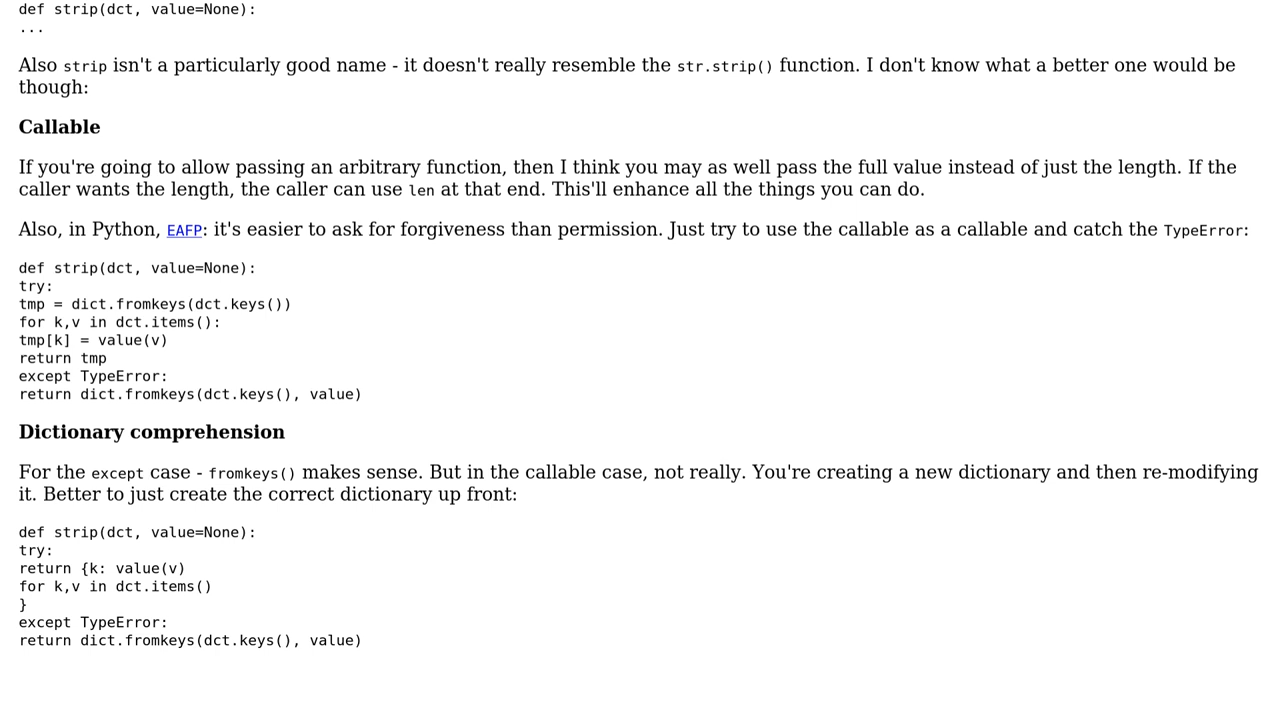 def strip(dct, value=None):
...
Also strip isn't a particularly good name - it doesn't really resemble the str.strip() function. I don't know what a better one would be
though:
Callable
If you're going to allow passing an arbitrary function, then I think you may as well pass the full value instead of just the length. If the
caller wants the length, the caller can use len at that end. This'll enhance all the things you can do.
Also, in Python, EAFP: it's easier to ask for forgiveness than permission. Just try to use the callable as a callable and catch the TypeError:
def strip(dct, value=None):
try:
tmp = dict.fromkeys(dct.keys())
for k,v in dct.items():
tmp[k] = value(v)
return tmp
except TypeError:
return dict.fromkeys(dct.keys(), value)
Dictionary comprehension
For the except case - fromkeys() makes sense. But in the callable case, not really. You're creating a new dictionary and then re-modifying
it. Better to just create the correct dictionary up front:
def strip(dct, value=None):
try:
return {k: value(v)
for k,v in dct.items()
}
except TypeError:
return dict.fromkeys(dct.keys(), value)